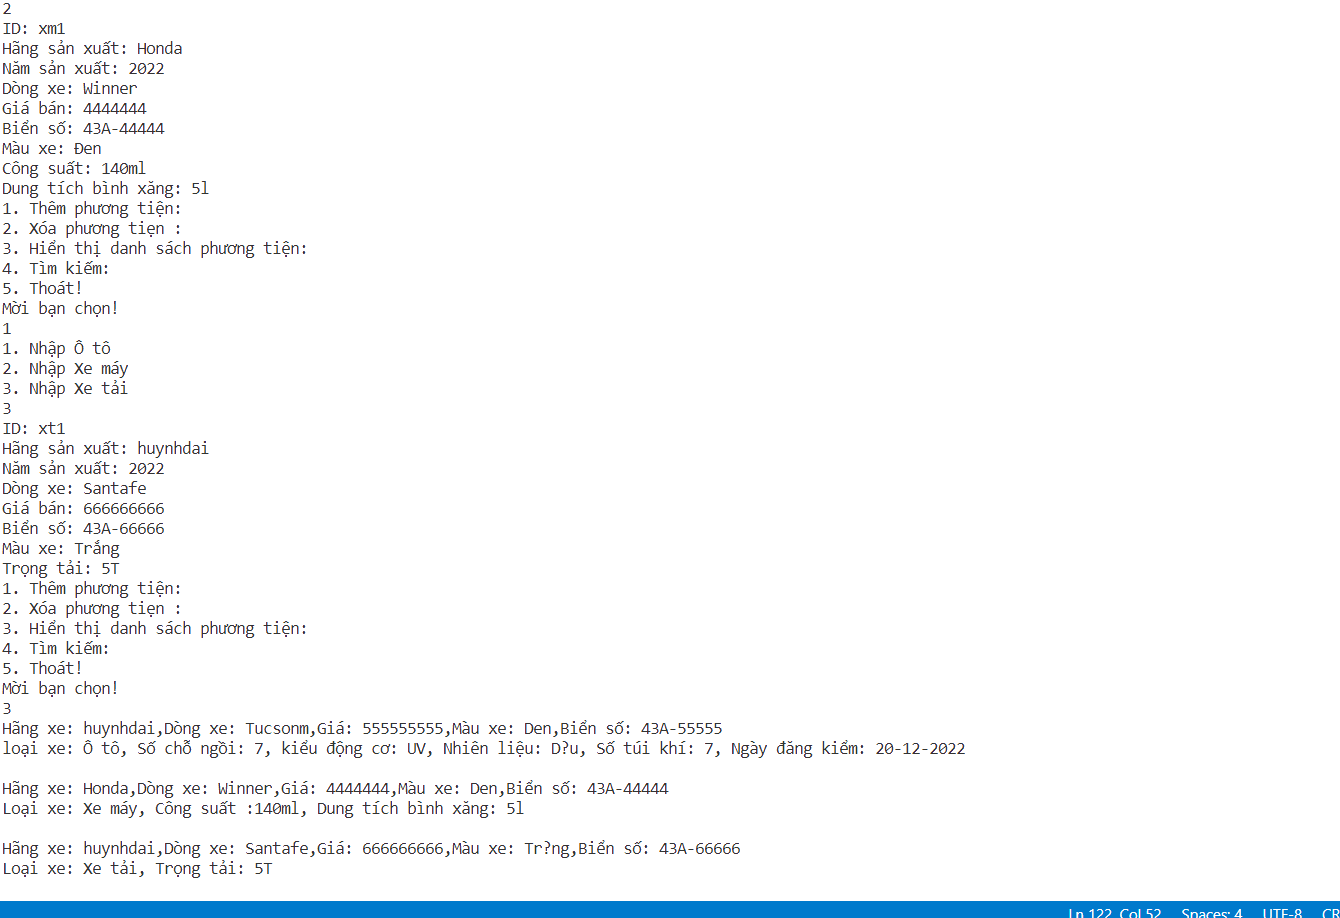 2
ID: xm1
Hãng sản xuất: Honda
Năm sản xuất: 2022
Dòng xe: Winner
Giá bán: 4444444
Biển số: 43A-44444
Màu xe: Đen
Công suất: 140ml
Dung tích bình xăng: 5l
1. Thêm phương tiện:
2. Xóa phương tiẹn :
3. Hiển thị danh sách phương tiện:
4. Tìm kiếm:
5. Thoát!
Mời bạn chọn!
1
1. Nhập Ô tô
2. Nhập Xe máy
3. Nhập Xe tải
3
ID: xt1
Hãng sản xuất: huynhdai
Năm sản xuất: 2022
Dòng xe: Santafe
Giá bán: 666666666
Biển số: 43A-66666
Màu xe: Trắng
Trọng tải: 5T
1. Thêm phương tiện:
2. Xóa phương tiẹn :
3. Hiển thị danh sách phương tiện:
4. Tìm kiếm:
5. Thoát!
Mời bạn chọn!
3
Hãng xe: huynhdai,Dòng xe: Tucsonm,Giá: 555555555,Màu xe: Den,Biển số: 43A-55555
loại xe: Ô tô, Số chỗ ngồi: 7, kiểu động cơ: UV, Nhiên liệu: D?u, Số túi khí: 7, Ngày đăng kiểm: 20-12-2022
Hãng xe: Honda,Dòng xe: Winner,Giá: 4444444,Màu xe: Den,Biển số: 43A-44444
Loại xe: Xe máy, Công suất :140ml, Dung tích bình xăng: 5l
Hãng xe: huynhdai,Dòng xe: Santafe,Giá: 666666666,Màu xe: Tr?ng,Biển số: 43A-66666
Loại xe: Xe tải, Trọng tải: 5T
Ln 122, Col 52 Spaces: 4 UTF-8 CR